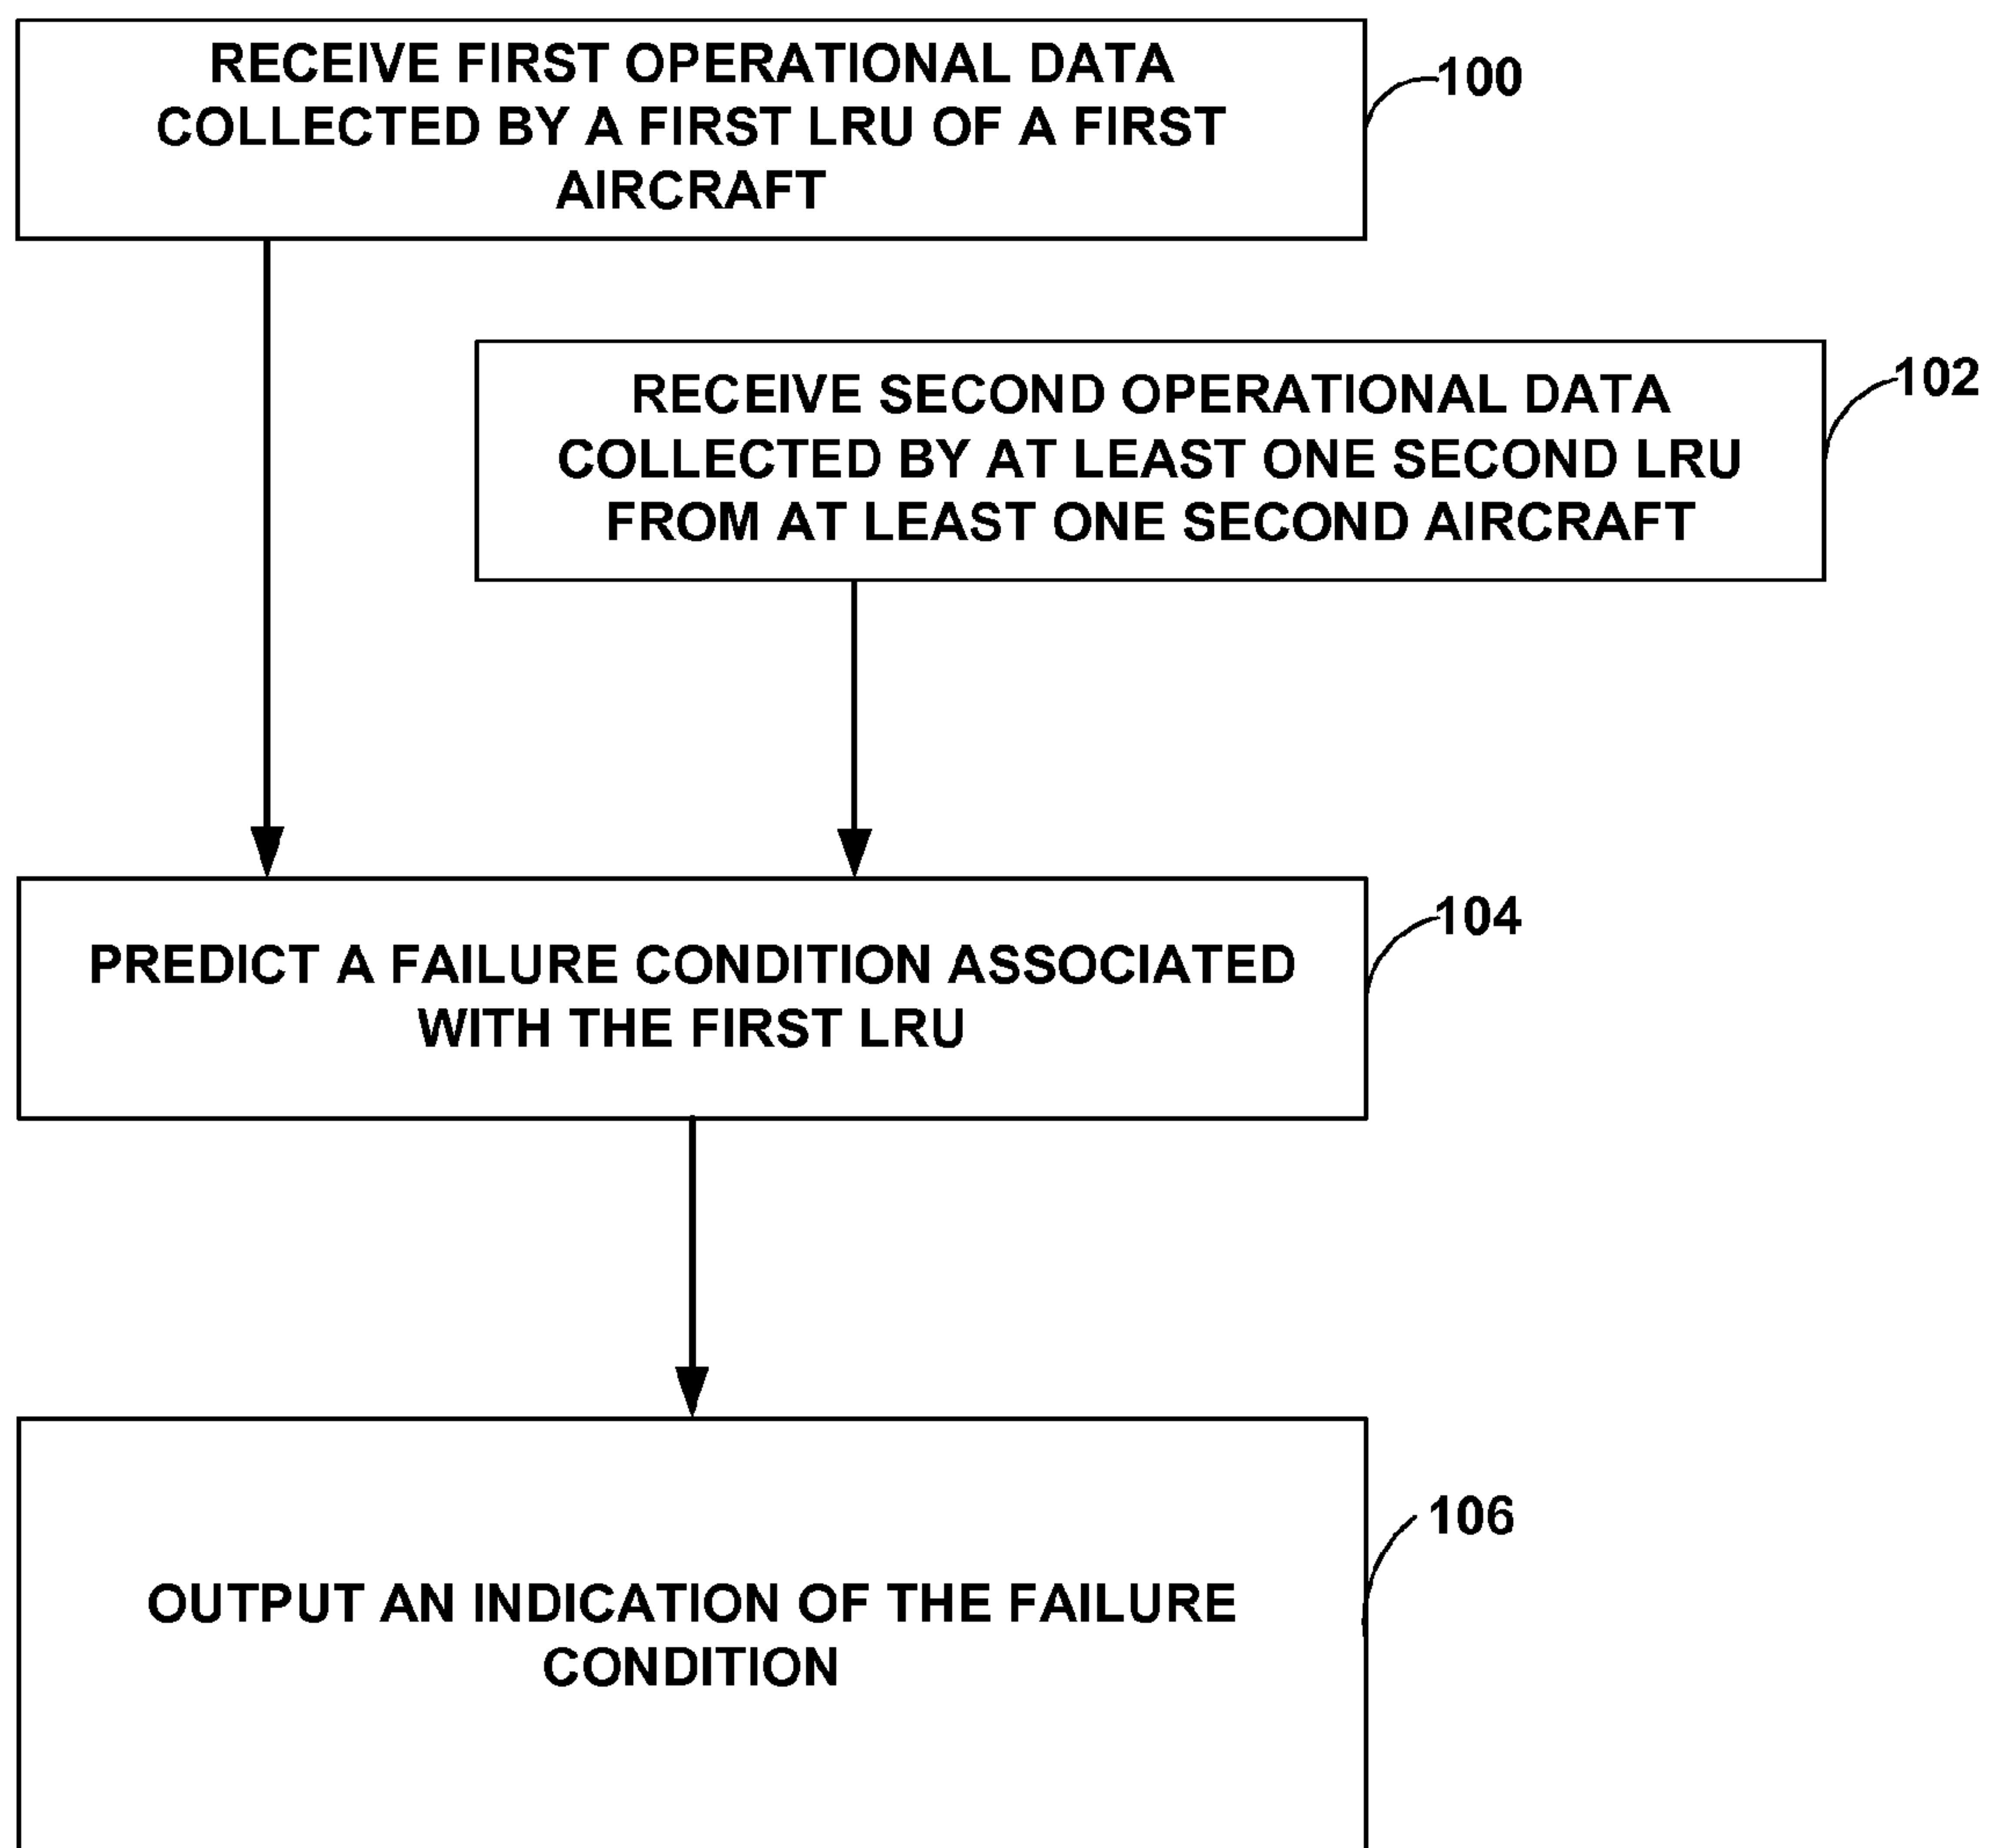 RECEIVE FIRST OPERATIONAL DATA
COLLECTED BY A FIRST LRU OF A FIRST
AIRCRAFT
100
RECEIVE SECOND OPERATIONAL DATA
COLLECTED BY AT LEAST ONE SECOND LRU
FROM AT LEAST ONE SECOND AIRCRAFT
102
PREDICT A FAILURE CONDITION ASSOCIATED
WITH THE FIRST LRU
104
OUTPUT AN INDICATION OF THE FAILURE
CONDITION
106